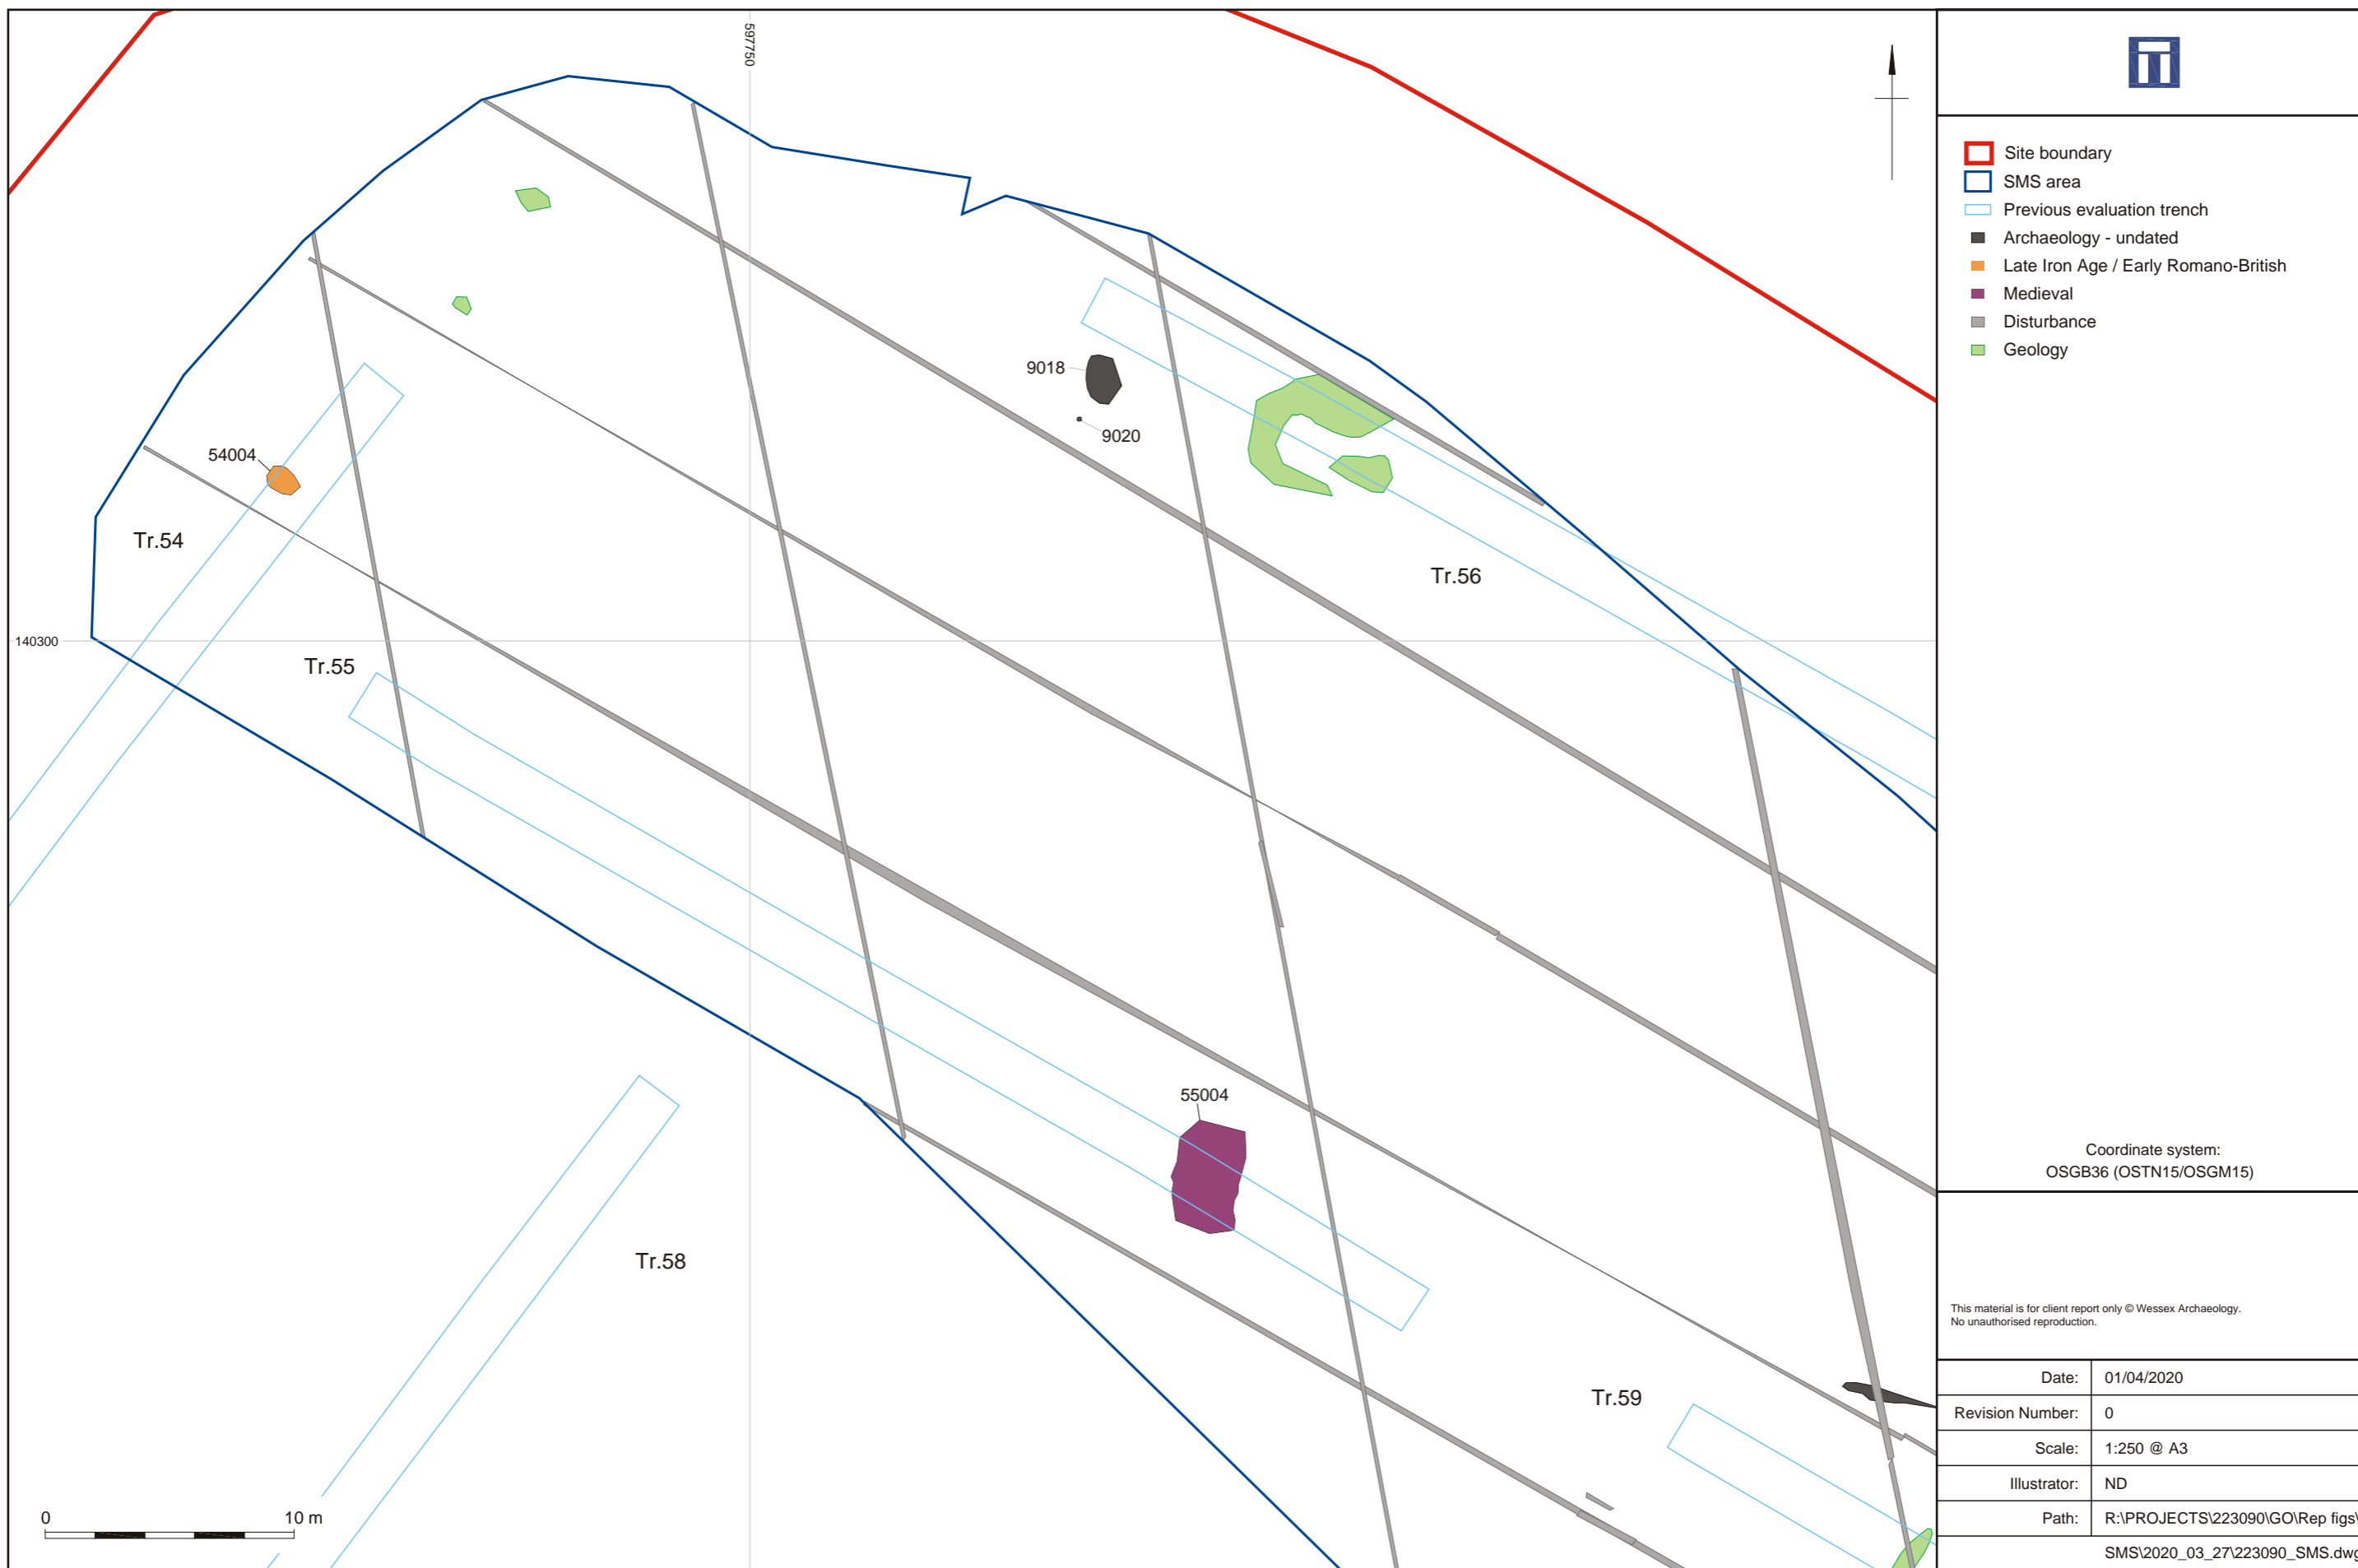 597750
140300
9018
9020
54004
Tr.54
Tr.55
Tr.56
55004
Tr.58
Tr.59
0 10 m
Site boundary
SMS area
Previous evaluation trench
Archaeology - undated
Late Iron Age / Early Romano-British
Medieval
Disturbance
Geology
Coordinate system:
OSGB36 (OSTN15/OSGM15)
This material is for client report only © Wessex Archaeology.
No unauthorised reproduction.
Date: 01/04/2020
Revision Number: 0
Scale: 1:250 @ A3
Illustrator: ND
Path: R:\PROJECTS\223090\GO\Rep figs\
SMS\2020_03_27\223090_SMS.dwg